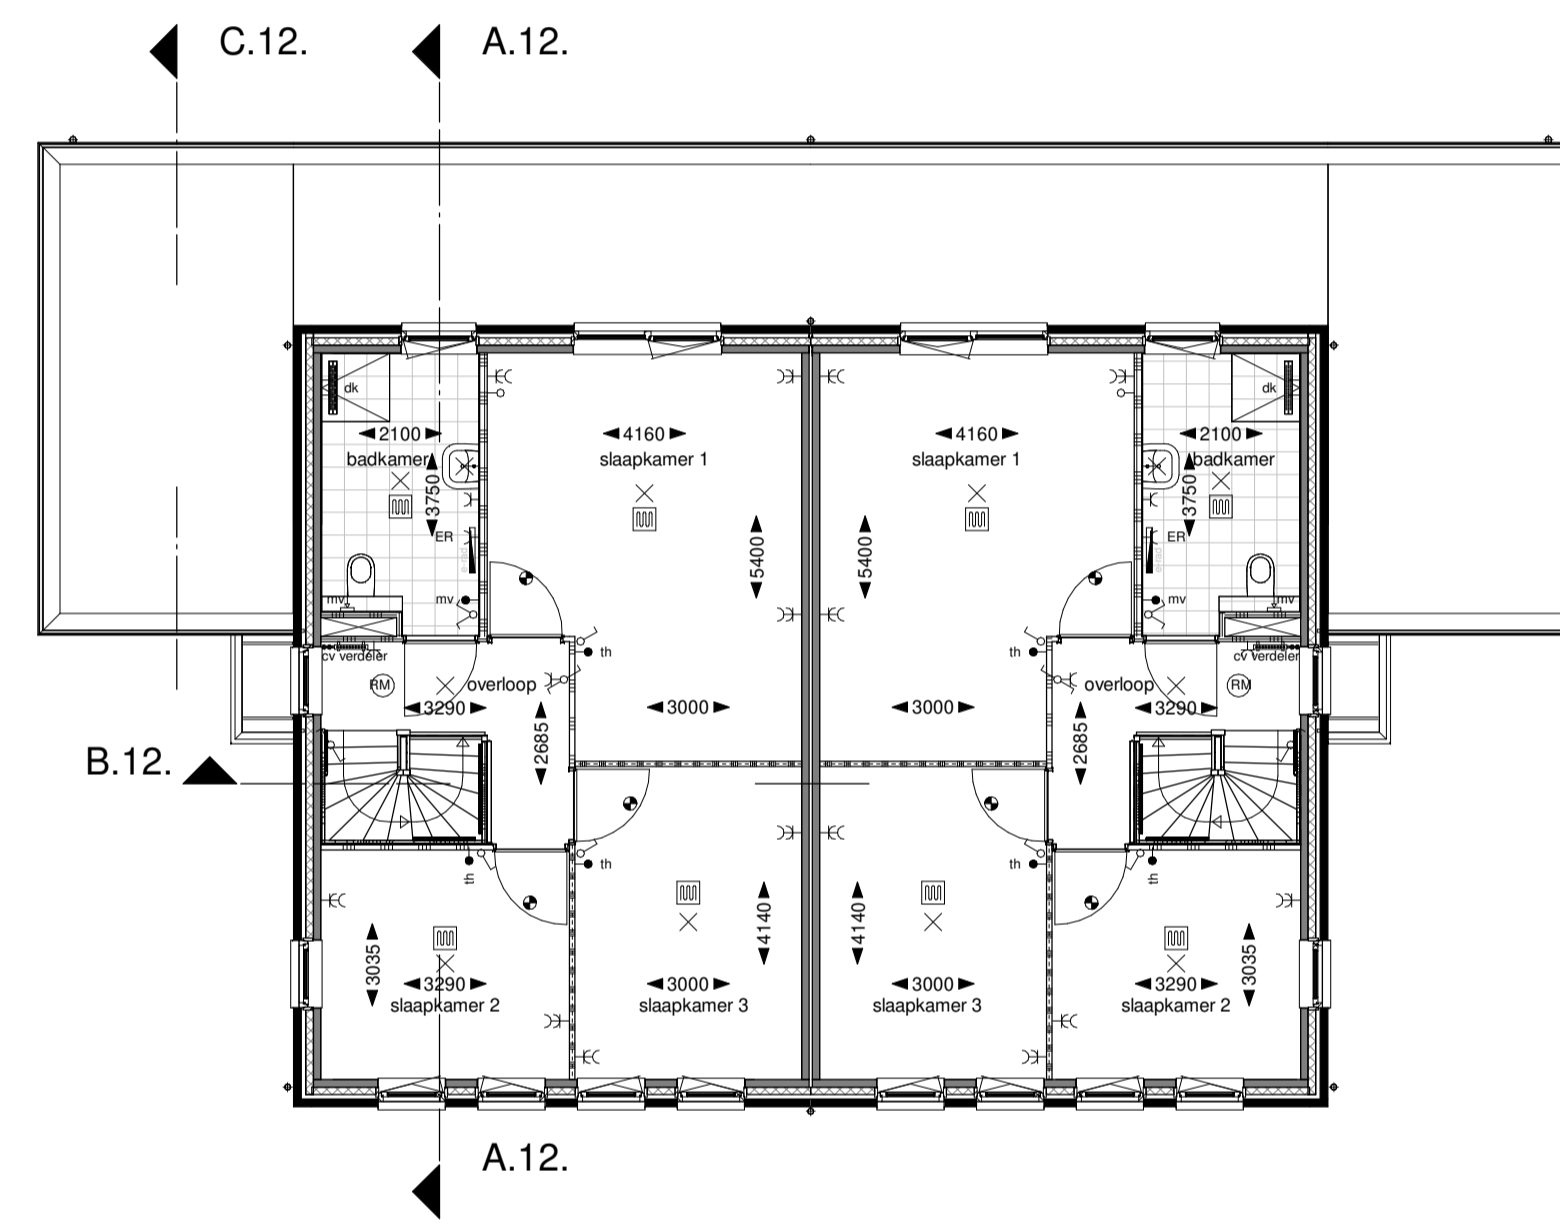 C.12.
A.12.
dk
dk
2100
4160
4160
2100
badkamer
slaapkamer 1
slaapkamer 1
badkamer
3750
3750
ER
ER
5400
5400
mv
mv
mv
mv
cv verdeler
th
th
cv verdeler
RM
overloop
overloop
RM
3290
3000
3000
3290
2685
2685
B.12.
th
th
th
th
4140
4140
3035
3035
3290
3000
3000
3290
slaapkamer 2
slaapkamer 3
slaapkamer 3
slaapkamer 2
A.12.